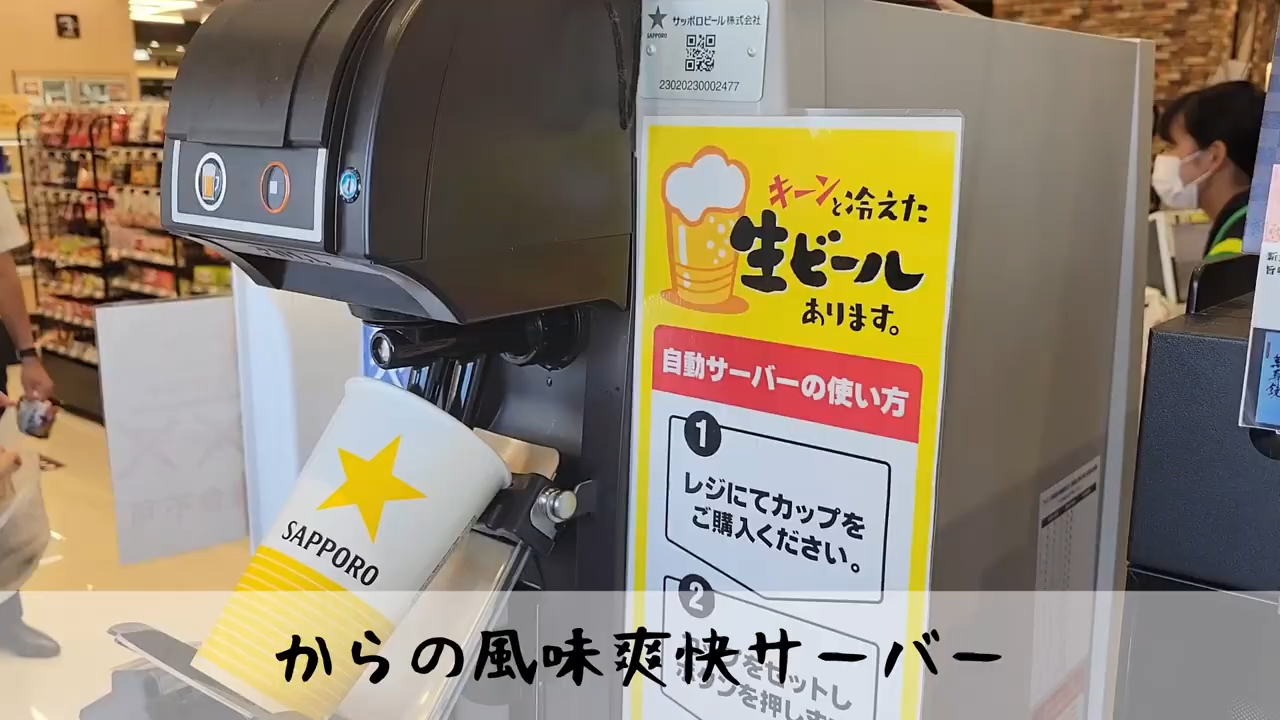 サッポロビール株式会社
SAPPORO
23020230002477
キーンと冷えた
生ビール
あります。
自動サーバーの使い方
1
レジにてカップを
ご購入ください。
2
SAPPORO
からの風味爽快サーバー